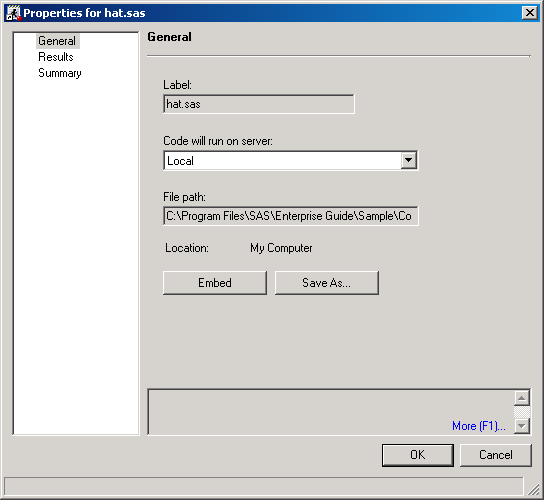 Properties for hat.sas
General
Results
Summary
General
Label:
hat.sas
Code will run on server:
Local
File path:
C:\Program Files\SAS\Enterprise Guide\Sample\Co
Location: My Computer
Embed Save As...
More (F1)...
OK Cancel